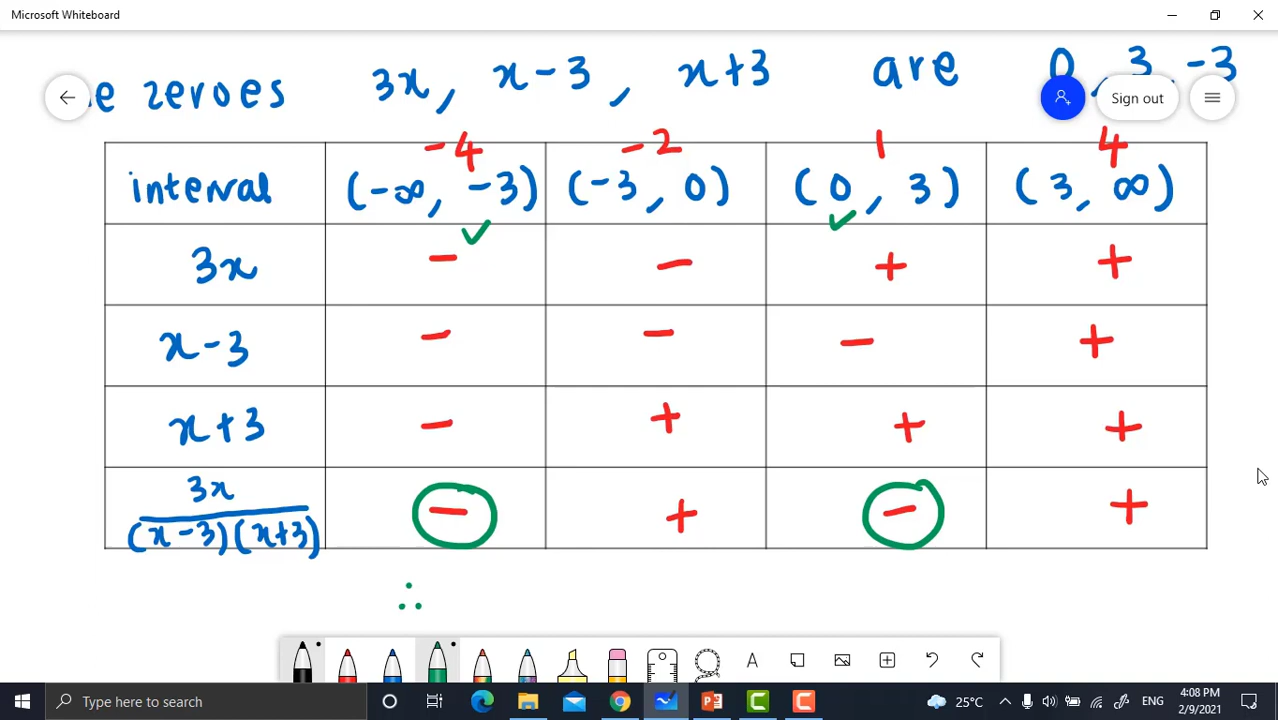 Microsoft Whiteboard
zeroes 3x, x-3, x+3 are 0, 3, -3
Sign out
-4 -2 1 4
interval (-∞, -3) (-3, 0) (0, 3) (3, ∞)
✓ ✓
3x - - + +
x-3 - - - +
x+3 - + + +
3x
(x-3)(x+3) - + - +
∴
A
Type here to search
25°C
ENG
4:08 PM
2/9/2021